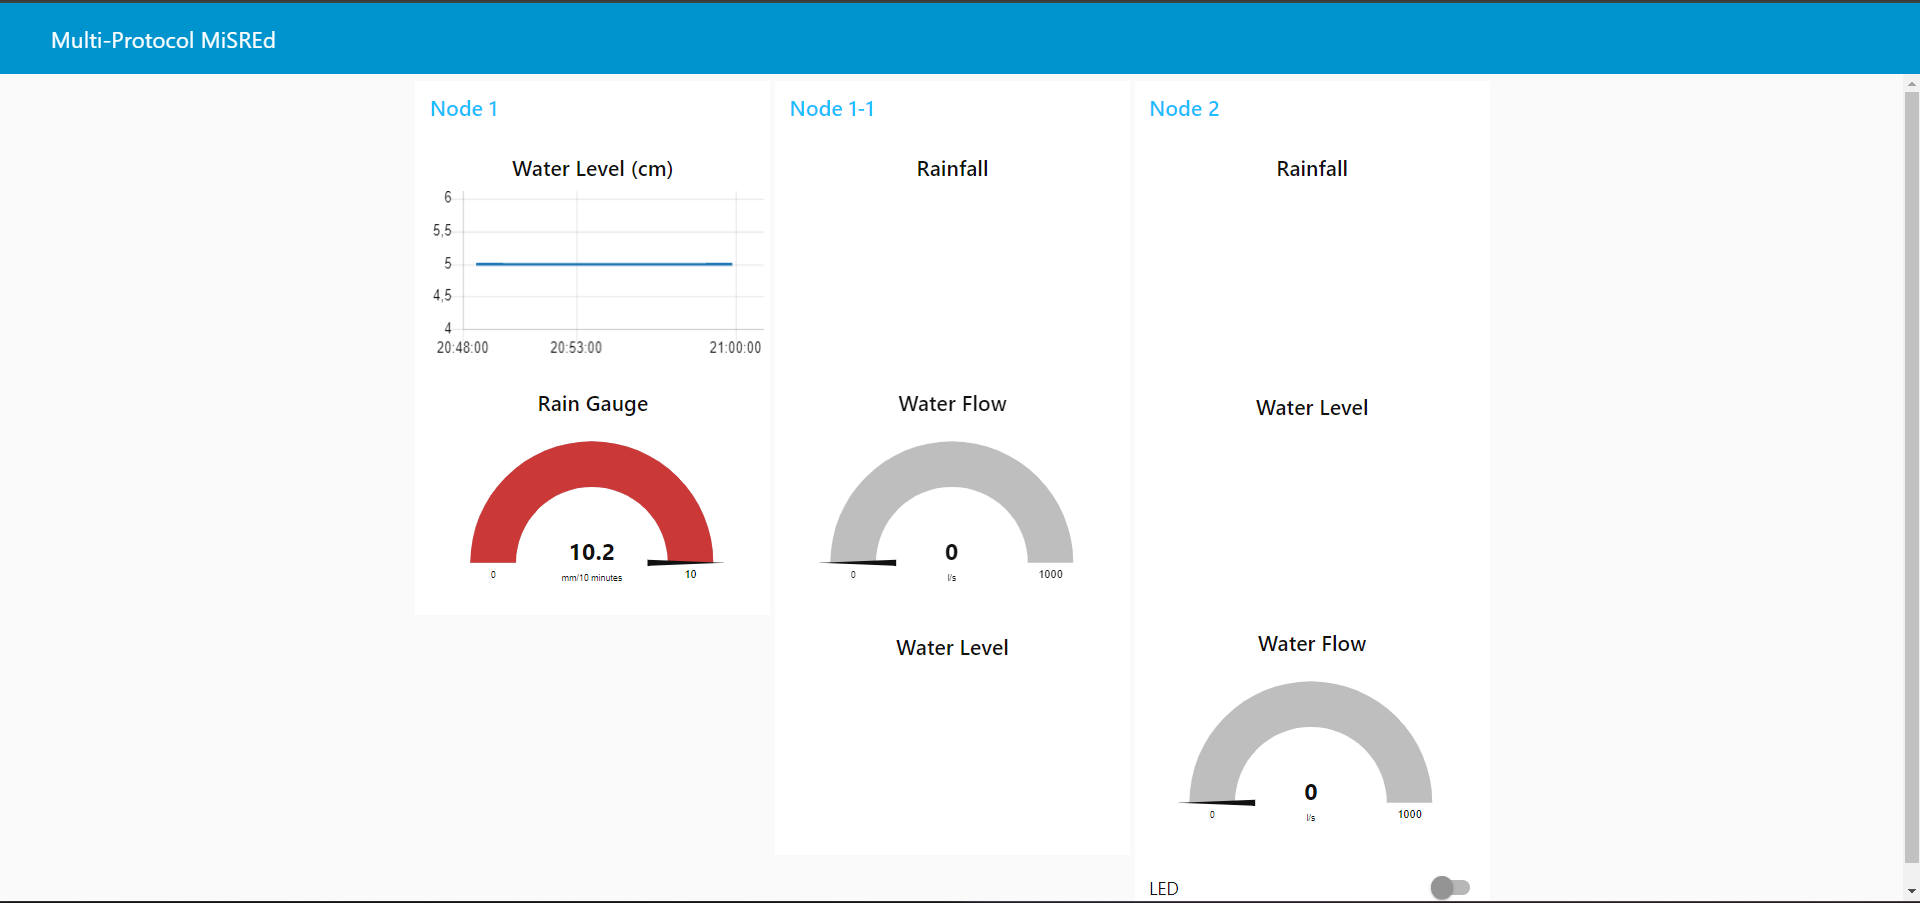 Multi-Protocol MiSREd
Node 1
Water Level (cm)
6
5,5
5
4,5
4
20:48:00 20:53:00 21:00:00
Rain Gauge
10.2
mm/10 minutes
0 10
Node 1-1
Rainfall
Water Flow
0
l/s
0 1000
Water Level
Node 2
Rainfall
Water Level
Water Flow
0
l/s
0 1000
LED